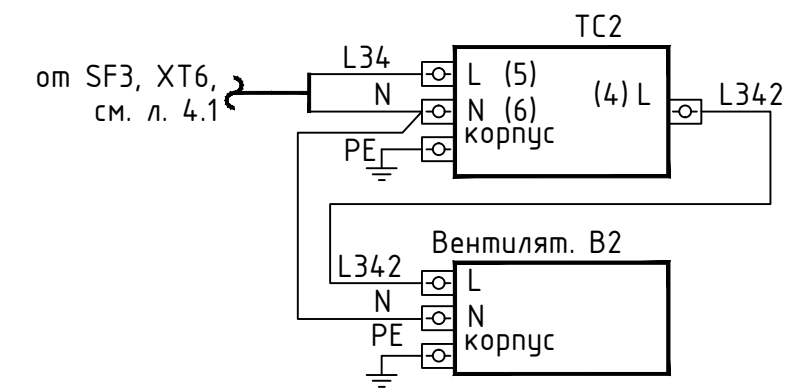 TC2
от SF3, XT6,
см. л. 4.1
L34
N
PE
L (5)
N (6)
корпус
(4) L
L342
Вентилят. В2
L342
N
PE
L
N
корпус